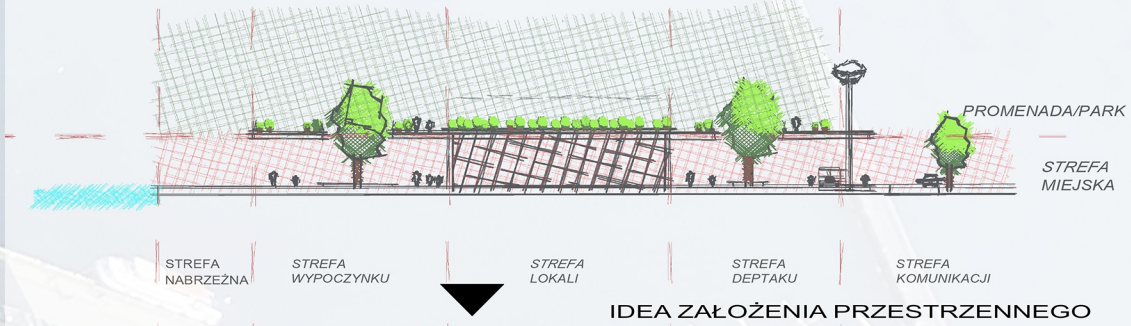 PROMENADA/PARK
STREFA
MIEJSKA
STREFA
NABRZEŻNA
STREFA
WYPOCZYNKU
STREFA
LOKALI
STREFA
DEPTAKU
STREFA
KOMUNIKACJI
IDEA ZAŁOŻENIA PRZESTRZENNEGO